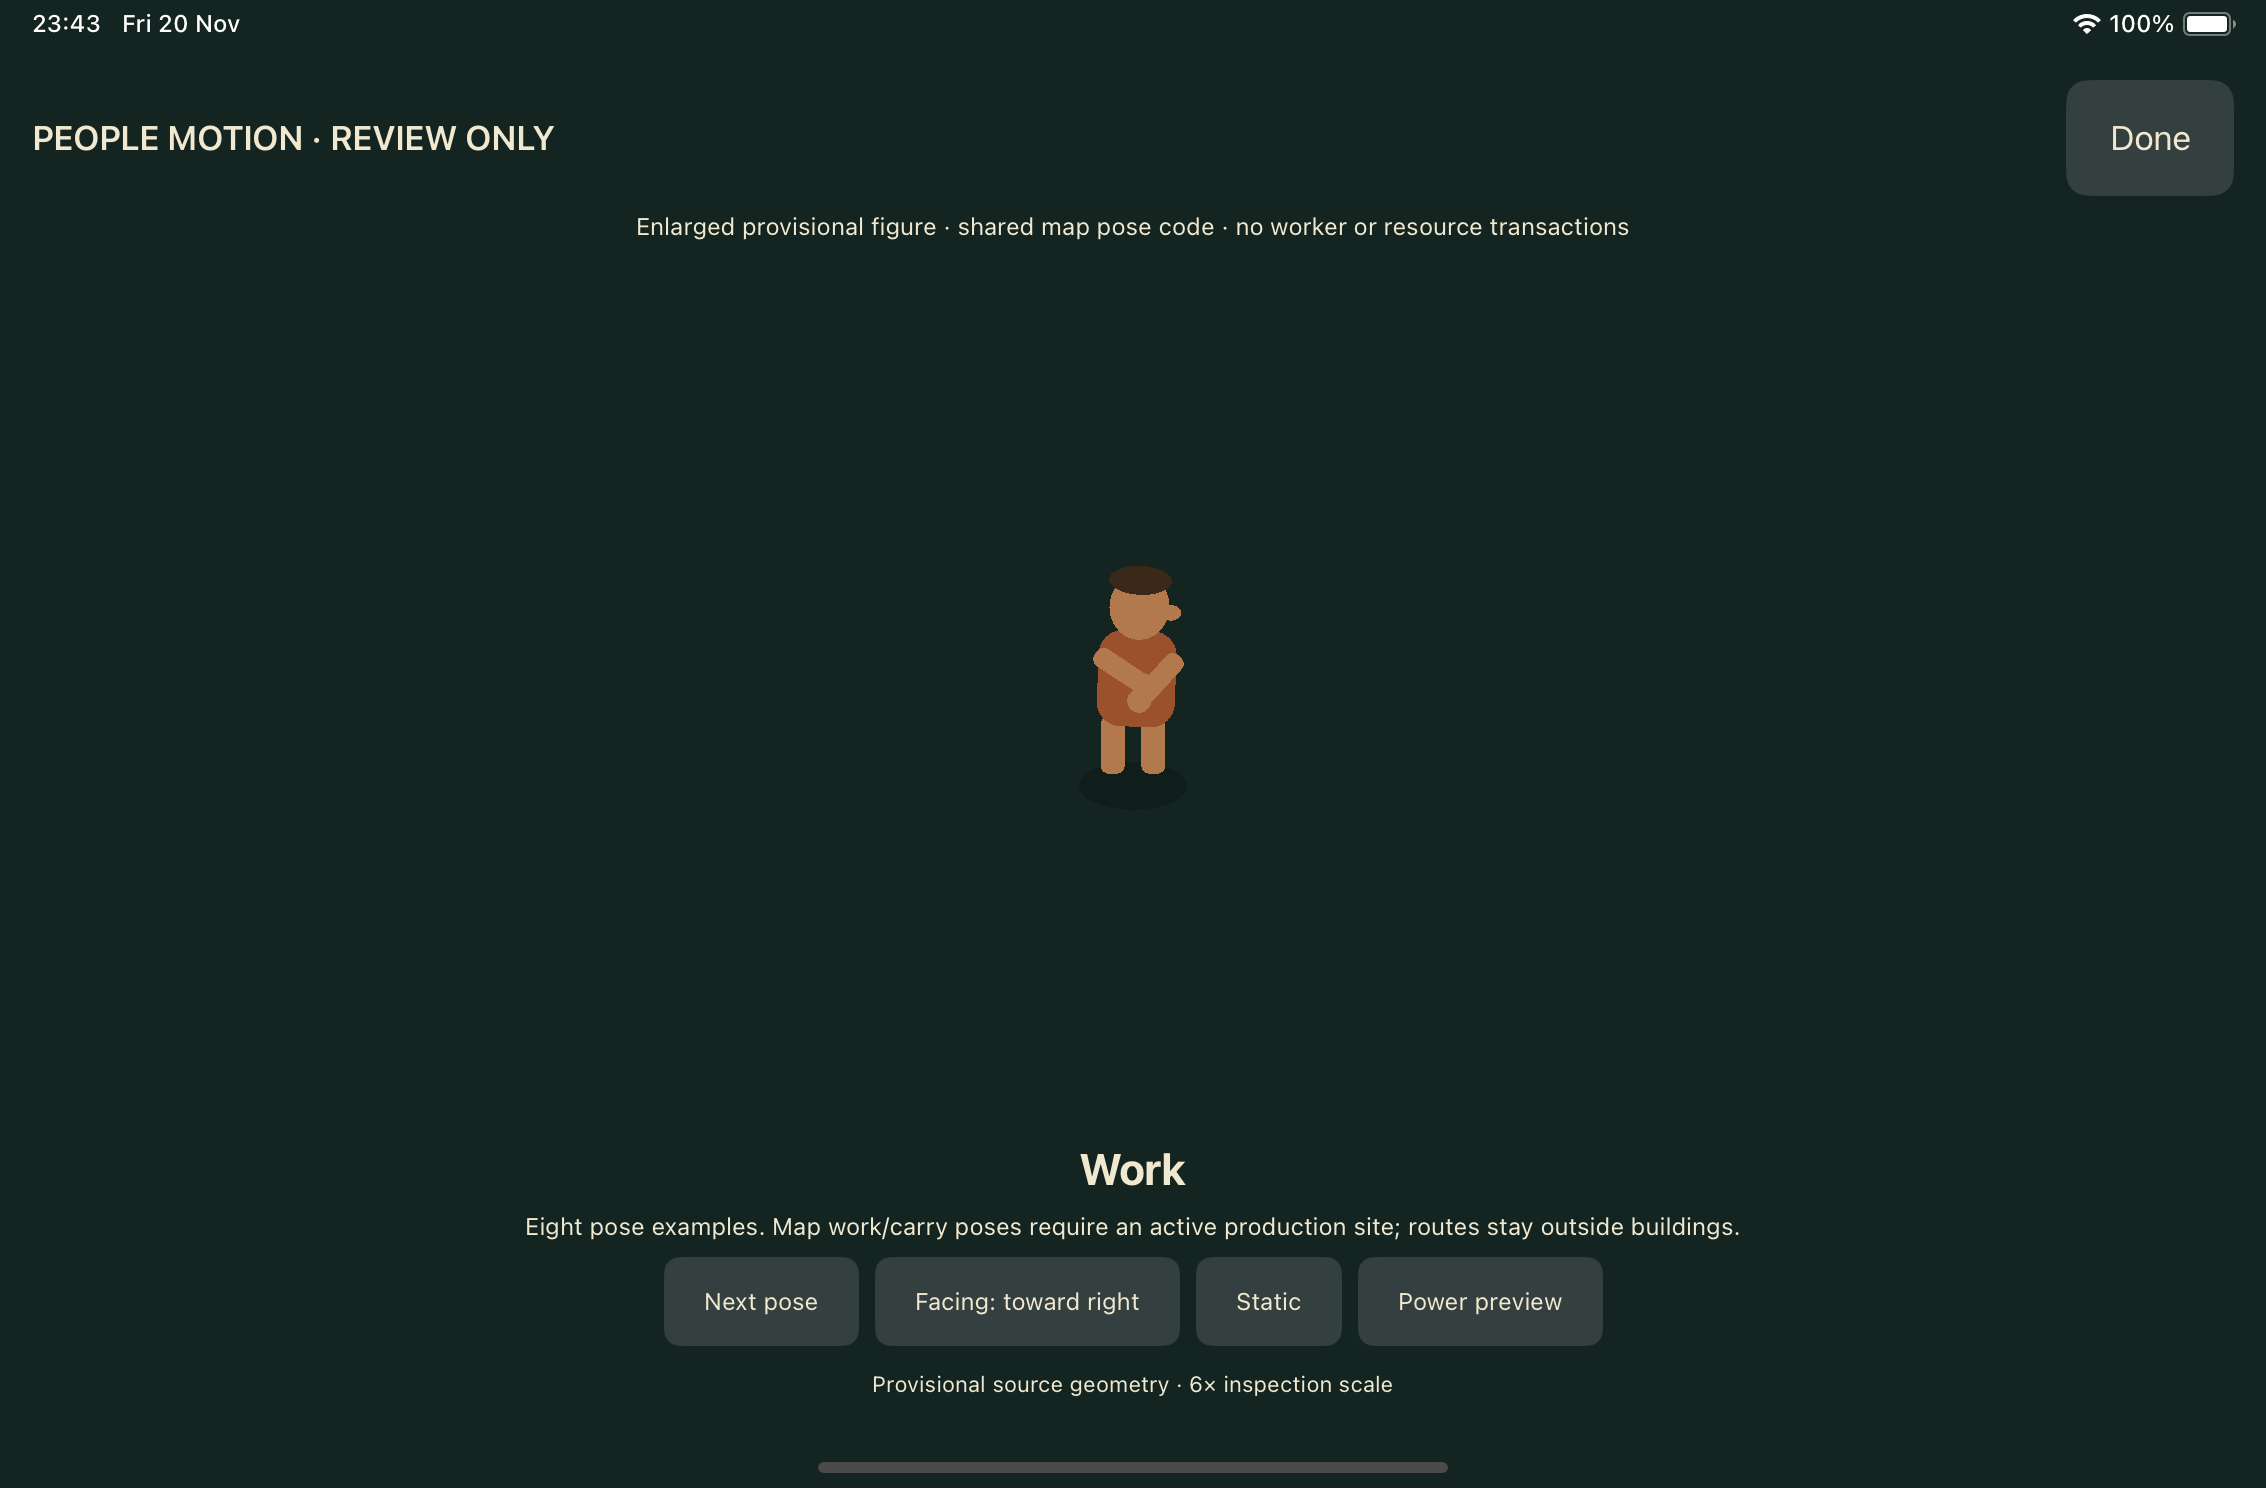 23:43 Fri 20 Nov 100%
PEOPLE MOTION · REVIEW ONLY
Done
Enlarged provisional figure · shared map pose code · no worker or resource transactions
Work
Eight pose examples. Map work/carry poses require an active production site; routes stay outside buildings.
Next pose
Facing: toward right
Static
Power preview
Provisional source geometry · 6× inspection scale